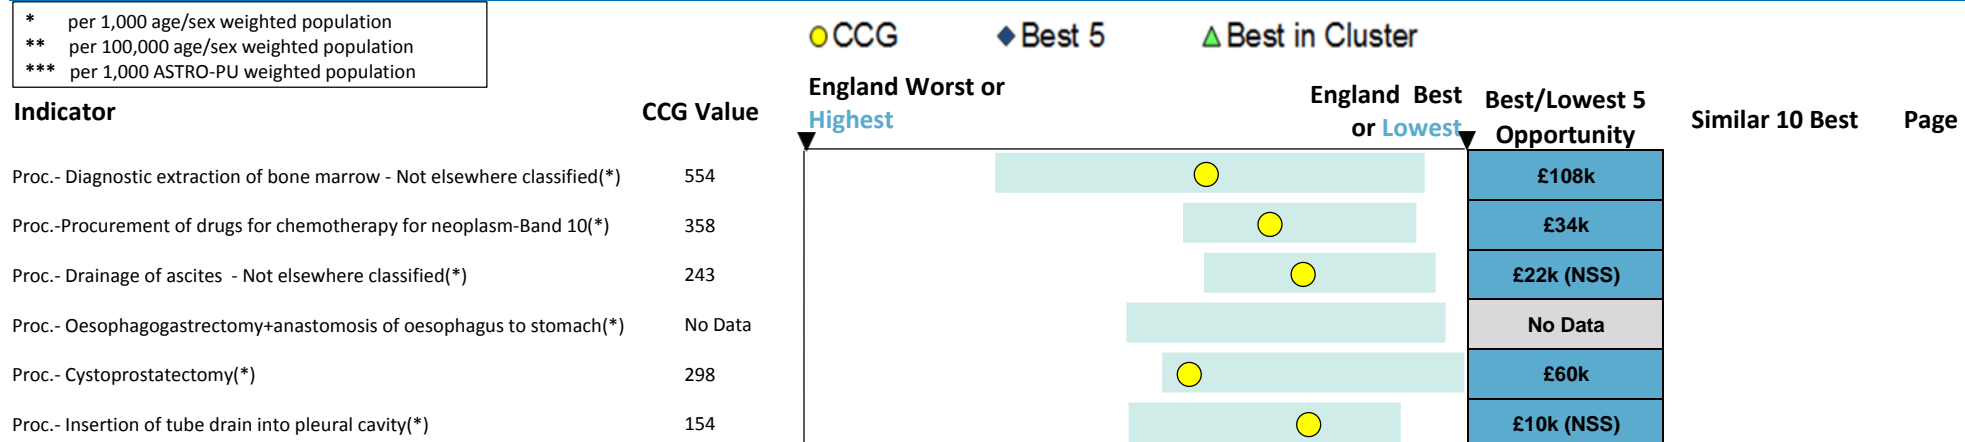 * per 1,000 age/sex weighted population
** per 100,000 age/sex weighted population
*** per 1,000 ASTRO-PU weighted population
CCG Best 5 Best in Cluster
Indicator CCG Value England Worst or Highest England Best or Lowest Best/Lowest 5 Opportunity Similar 10 Best Page
Proc.- Diagnostic extraction of bone marrow - Not elsewhere classified(*) 554 £108k
Proc.-Procurement of drugs for chemotherapy for neoplasm-Band 10(*) 358 £34k
Proc.- Drainage of ascites - Not elsewhere classified(*) 243 £22k (NSS)
Proc.- Oesophagogastrectomy+anastomosis of oesophagus to stomach(*) No Data No Data
Proc.- Cystoprostatectomy(*) 298 £60k
Proc.- Insertion of tube drain into pleural cavity(*) 154 £10k (NSS)